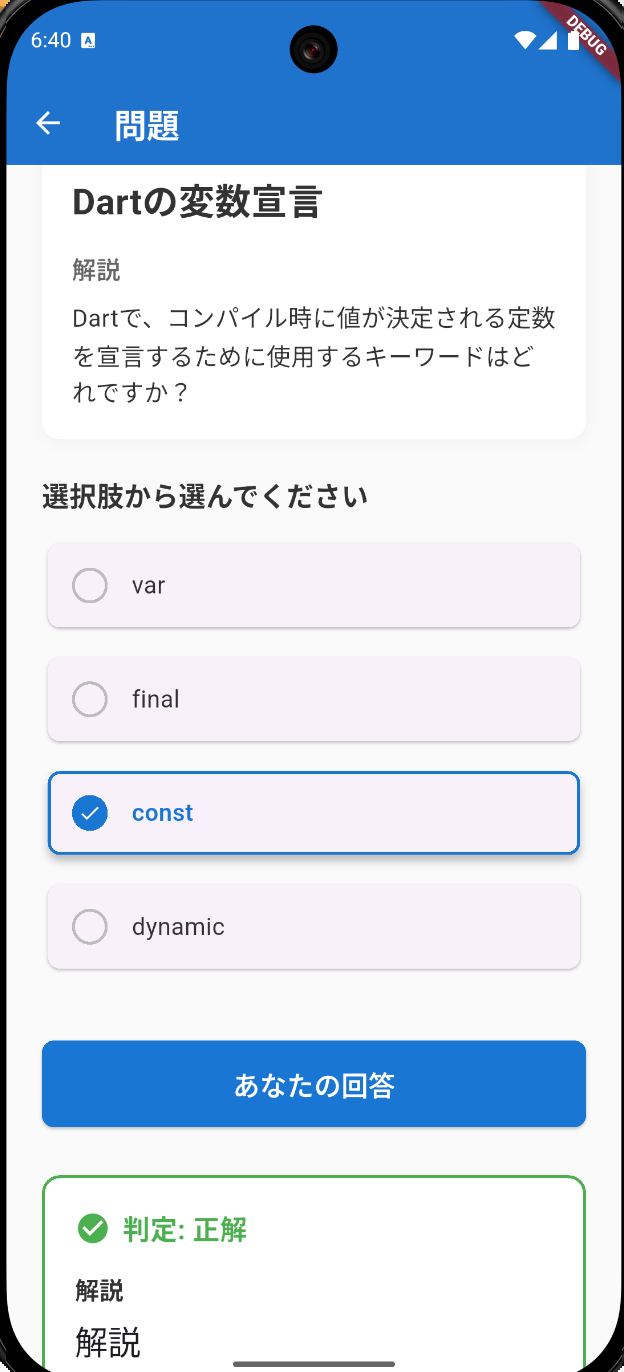 6:40 A
DEBUG
問題
Dartの変数宣言
解説
Dartで、コンパイル時に値が決定される定数
を宣言するために使用するキーワードはど
れですか？
選択肢から選んでください
var
final
const
dynamic
あなたの回答
判定: 正解
解説
解説